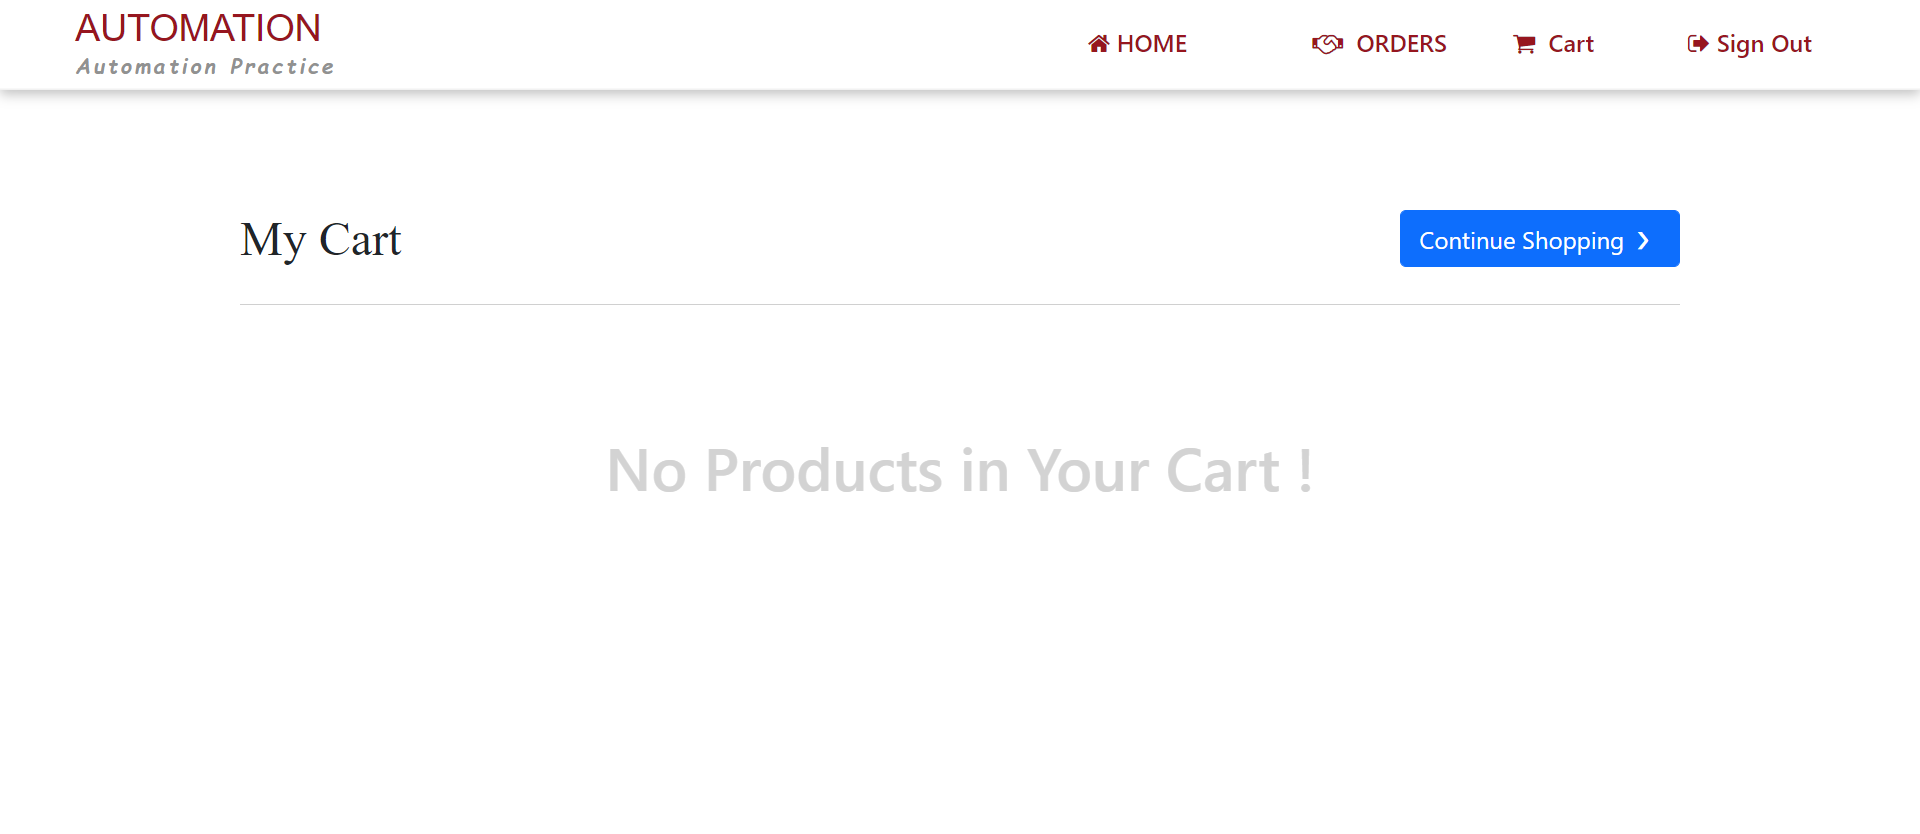 AUTOMATION
Automation Practice
HOME
ORDERS
Cart
Sign Out
My Cart
Continue Shopping ❯
No Products in Your Cart !